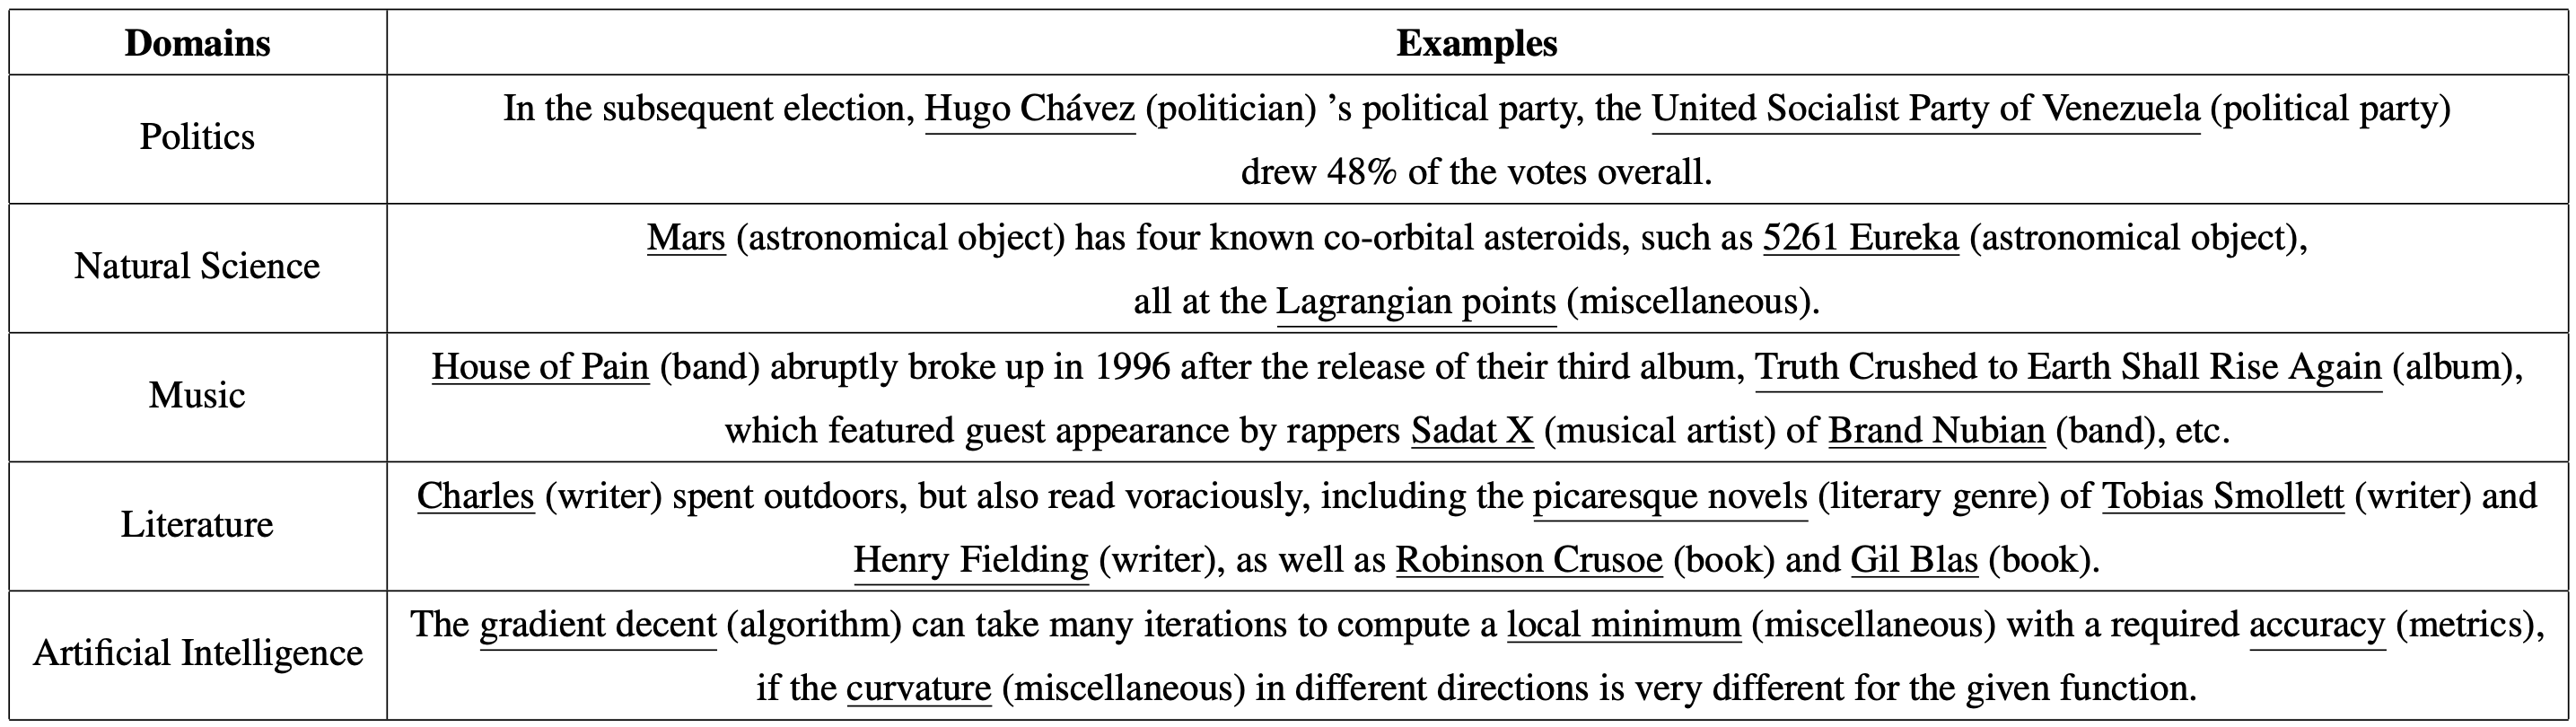 Domains Examples
Politics
In the subsequent election, Hugo Chávez (politician) ’s political party, the United Socialist Party of Venezuela (political party)
drew 48% of the votes overall.
Natural Science
Mars (astronomical object) has four known co-orbital asteroids, such as 5261 Eureka (astronomical object),
all at the Lagrangian points (miscellaneous).
Music
House of Pain (band) abruptly broke up in 1996 after the release of their third album, Truth Crushed to Earth Shall Rise Again (album),
which featured guest appearance by rappers Sadat X (musical artist) of Brand Nubian (band), etc.
Literature
Charles (writer) spent outdoors, but also read voraciously, including the picaresque novels (literary genre) of Tobias Smollett (writer) and
Henry Fielding (writer), as well as Robinson Crusoe (book) and Gil Blas (book).
Artificial Intelligence
The gradient decent (algorithm) can take many iterations to compute a local minimum (miscellaneous) with a required accuracy (metrics),
if the curvature (miscellaneous) in different directions is very different for the given function.